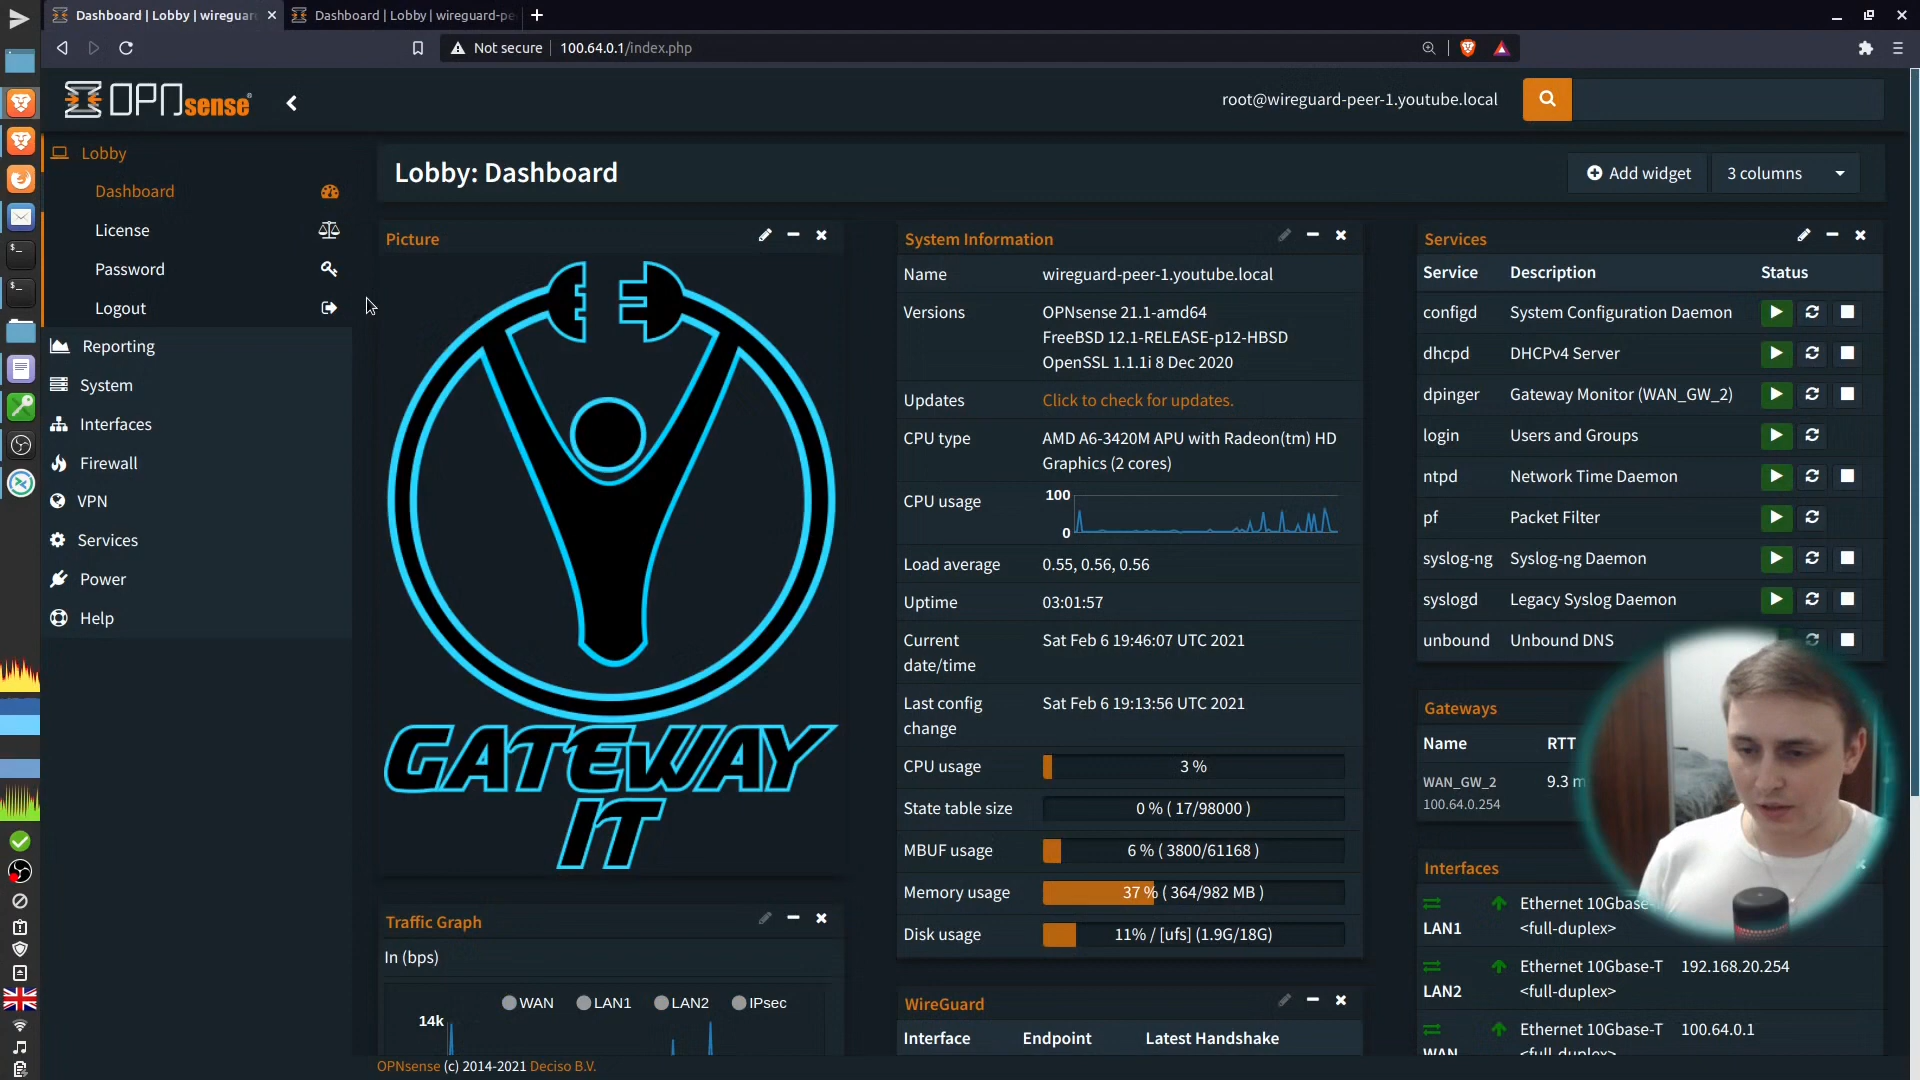 Dashboard | Lobby | wireguar
Dashboard | Lobby | wireguard-pe
Not secure
100.64.0.1/index.php
OPNsense
root@wireguard-peer-1.youtube.local
Lobby
Dashboard
License
Password
Logout
Reporting
System
Interfaces
Firewall
VPN
Services
Power
Help
Lobby: Dashboard
Add widget
3 columns
Picture
GATEWAY
IT
Traffic Graph
In (bps)
WAN LAN1 LAN2 IPsec
14k
System Information
Name wireguard-peer-1.youtube.local
Versions OPNsense 21.1-amd64
FreeBSD 12.1-RELEASE-p12-HBSD
OpenSSL 1.1.1i 8 Dec 2020
Updates Click to check for updates.
CPU type AMD A6-3420M APU with Radeon(tm) HD
Graphics (2 cores)
CPU usage 100
0
Load average 0.55, 0.56, 0.56
Uptime 03:01:57
Current Sat Feb 6 19:46:07 UTC 2021
date/time
Last config Sat Feb 6 19:13:56 UTC 2021
change
CPU usage 3 %
State table size 0 % ( 17/98000 )
MBUF usage 6 % ( 3800/61168 )
Memory usage 37 % ( 364/982 MB )
Disk usage 11% / [ufs] (1.9G/18G)
WireGuard
Interface Endpoint Latest Handshake
Services
Service Description Status
configd System Configuration Daemon
dhcpd DHCPv4 Server
dpinger Gateway Monitor (WAN_GW_2)
login Users and Groups
ntpd Network Time Daemon
pf Packet Filter
syslog-ng Syslog-ng Daemon
syslogd Legacy Syslog Daemon
unbound Unbound DNS
Gateways
Name RTT
WAN_GW_2 9.3 m
100.64.0.254
Interfaces
LAN1 Ethernet 10Gbase-
<full-duplex>
LAN2 Ethernet 10Gbase-T 192.168.20.254
<full-duplex>
WAN Ethernet 10Gbase-T 100.64.0.1
<full-duplex>
OPNsense (c) 2014-2021 Deciso B.V.